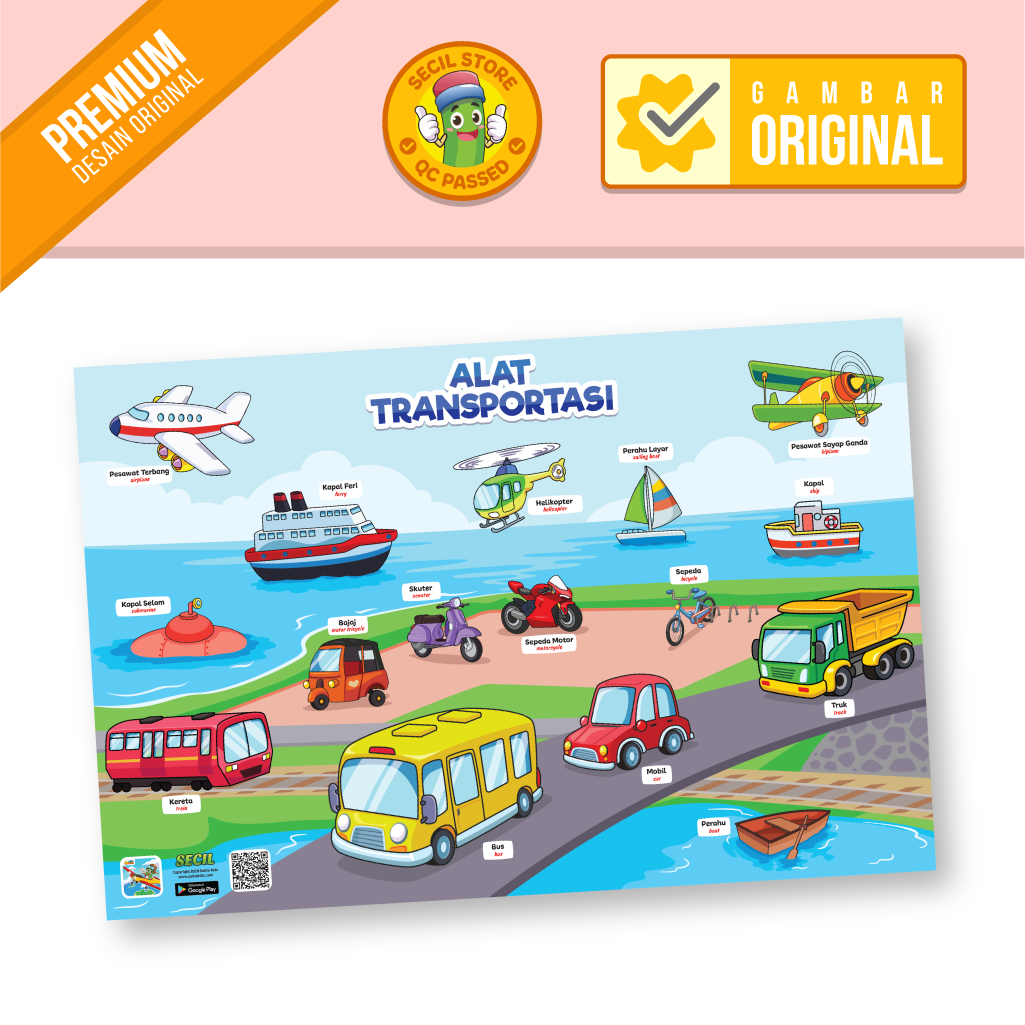 PREMIUM
DESAIN ORIGINAL
SECIL STORE
QC PASSED
GAMBAR
ORIGINAL
ALAT
TRANSPORTASI
Pesawat Terbang
airplane
Kapal Feri
ferry
Helikopter
helicopter
Perahu Layar
sailing boat
Pesawat Sayap Ganda
biplane
Kapal
ship
Kapal Selam
submarine
Bajaj
motor tricycle
Skuter
scooter
Sepeda Motor
motorcycle
Sepeda
bicycle
Truk
truck
Kereta
train
Bus
bus
Mobil
car
Perahu
boat
SECIL
Google Play